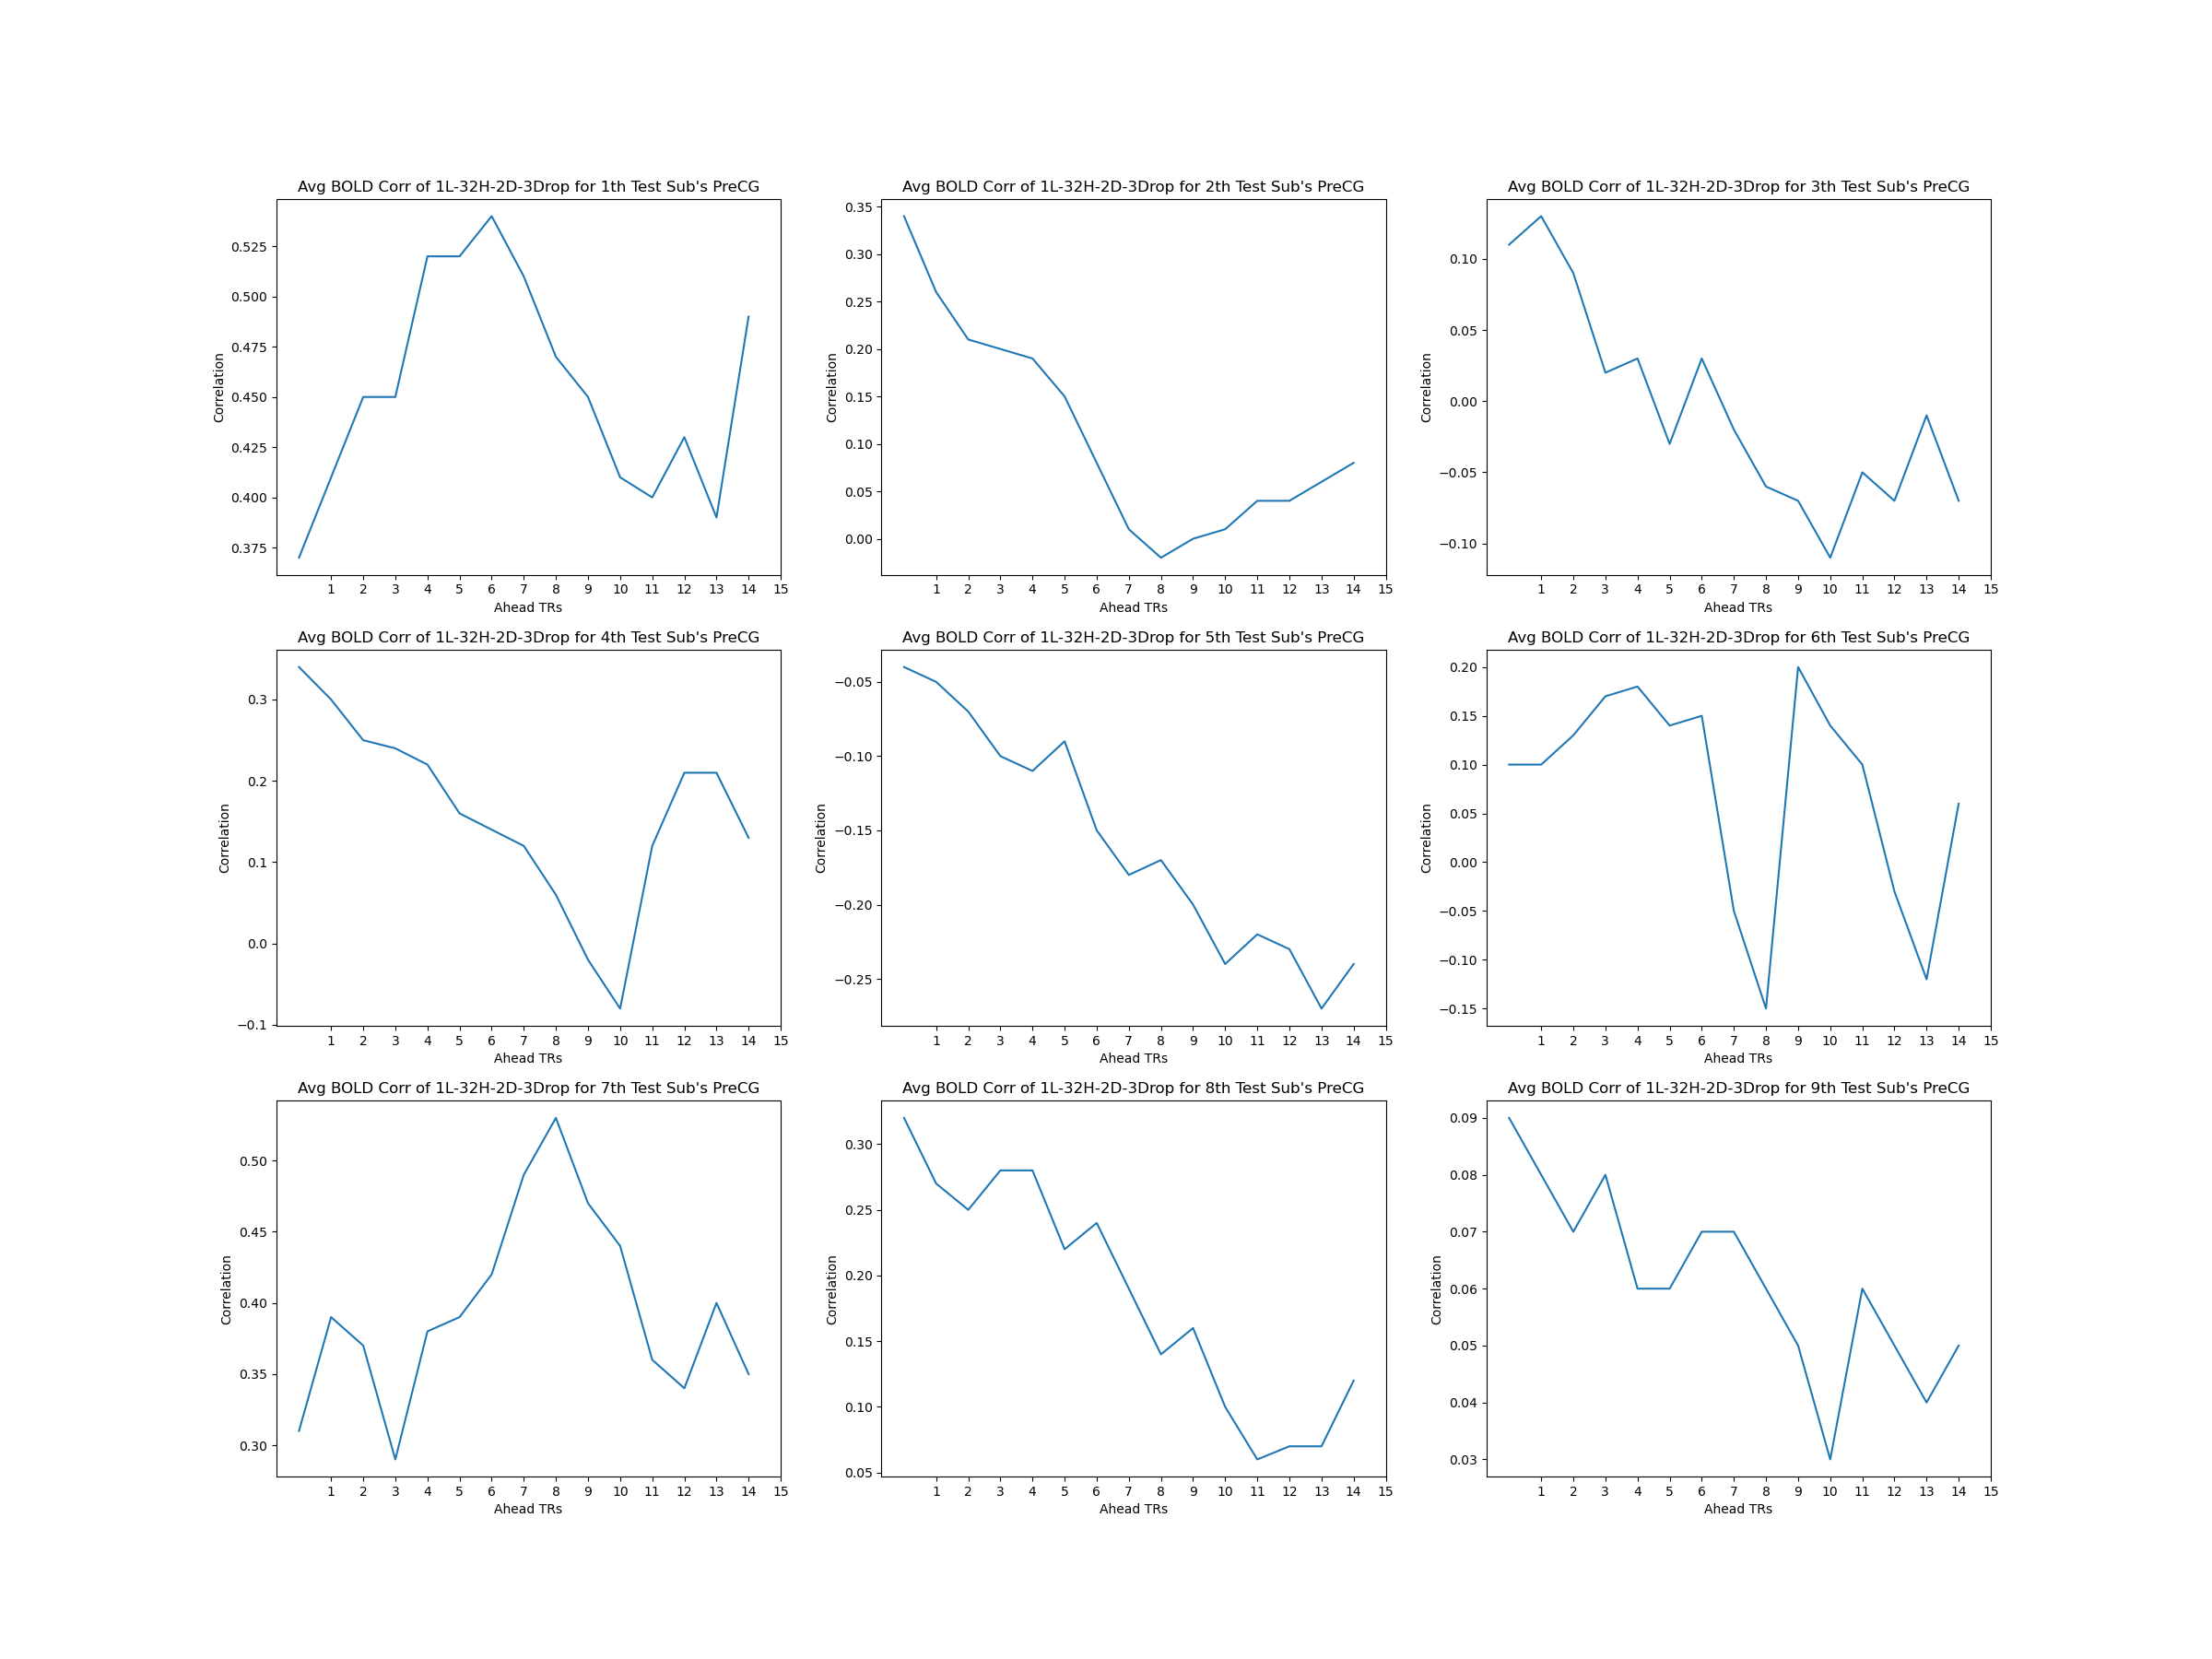 Avg BOLD Corr of 1L-32H-2D-3Drop for 1th Test Sub's PreCG
0.525
0.500
0.475
0.450
0.425
0.400
0.375
Correlation
1 2 3 4 5 6 7 8 9 10 11 12 13 14 15
Ahead TRs
Avg BOLD Corr of 1L-32H-2D-3Drop for 2th Test Sub's PreCG
0.35
0.30
0.25
0.20
0.15
0.10
0.05
0.00
Correlation
1 2 3 4 5 6 7 8 9 10 11 12 13 14 15
Ahead TRs
Avg BOLD Corr of 1L-32H-2D-3Drop for 3th Test Sub's PreCG
0.10
0.05
0.00
−0.05
−0.10
Correlation
1 2 3 4 5 6 7 8 9 10 11 12 13 14 15
Ahead TRs
Avg BOLD Corr of 1L-32H-2D-3Drop for 4th Test Sub's PreCG
0.3
0.2
0.1
0.0
−0.1
Correlation
1 2 3 4 5 6 7 8 9 10 11 12 13 14 15
Ahead TRs
Avg BOLD Corr of 1L-32H-2D-3Drop for 5th Test Sub's PreCG
−0.05
−0.10
−0.15
−0.20
−0.25
Correlation
1 2 3 4 5 6 7 8 9 10 11 12 13 14 15
Ahead TRs
Avg BOLD Corr of 1L-32H-2D-3Drop for 6th Test Sub's PreCG
0.20
0.15
0.10
0.05
0.00
−0.05
−0.10
−0.15
Correlation
1 2 3 4 5 6 7 8 9 10 11 12 13 14 15
Ahead TRs
Avg BOLD Corr of 1L-32H-2D-3Drop for 7th Test Sub's PreCG
0.50
0.45
0.40
0.35
0.30
Correlation
1 2 3 4 5 6 7 8 9 10 11 12 13 14 15
Ahead TRs
Avg BOLD Corr of 1L-32H-2D-3Drop for 8th Test Sub's PreCG
0.30
0.25
0.20
0.15
0.10
0.05
Correlation
1 2 3 4 5 6 7 8 9 10 11 12 13 14 15
Ahead TRs
Avg BOLD Corr of 1L-32H-2D-3Drop for 9th Test Sub's PreCG
0.09
0.08
0.07
0.06
0.05
0.04
0.03
Correlation
1 2 3 4 5 6 7 8 9 10 11 12 13 14 15
Ahead TRs